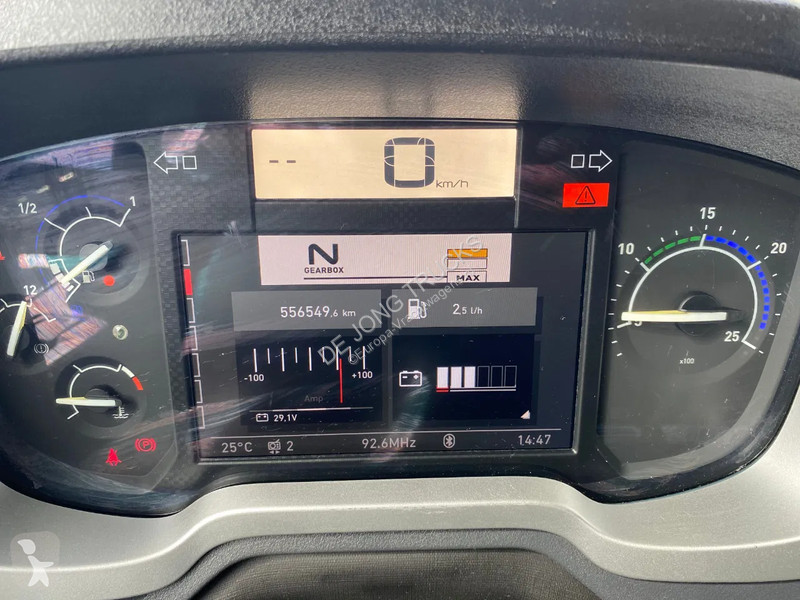 -- 0 km/h
1/2
1
N
GEARBOX
MAX
556549,6 km
2,5 l/h
-100
+100
Amp
29.1V
25°C
2
92.6MHz
14:47
12
5
10
15
20
25
x100
DE JONG TRUCKS